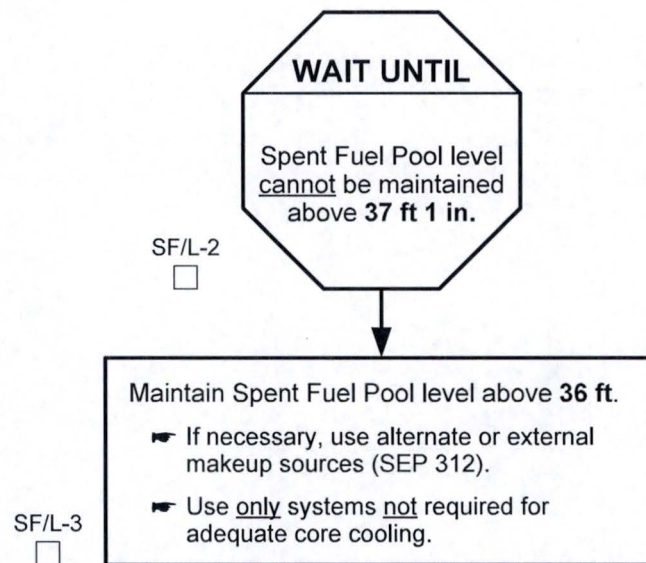 WAIT UNTIL
Spent Fuel Pool level
cannot be maintained
above 37 ft 1 in.
SF/L-2
Maintain Spent Fuel Pool level above 36 ft.
If necessary, use alternate or external
makeup sources (SEP 312).
Use only systems not required for
adequate core cooling.
SF/L-3